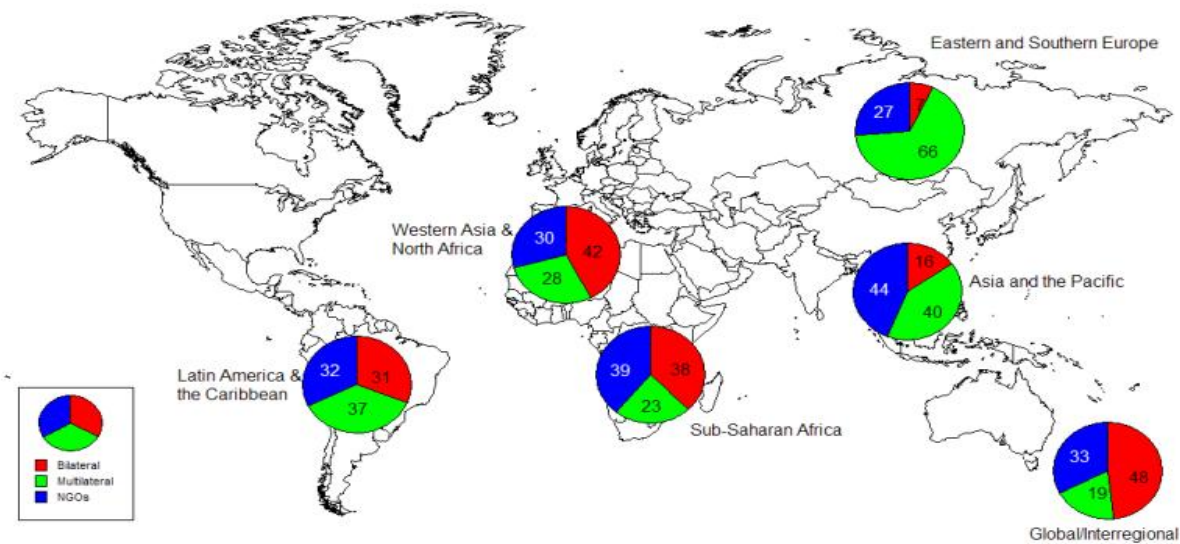 Eastern and Southern Europe
27
7
66
Western Asia &
North Africa
30
42
28
16
44
40
Asia and the Pacific
Latin America &
the Caribbean
32
31
37
39
38
23
Sub-Saharan Africa
33
48
19
Global/Interregional
Bilateral
Multilateral
NGOs